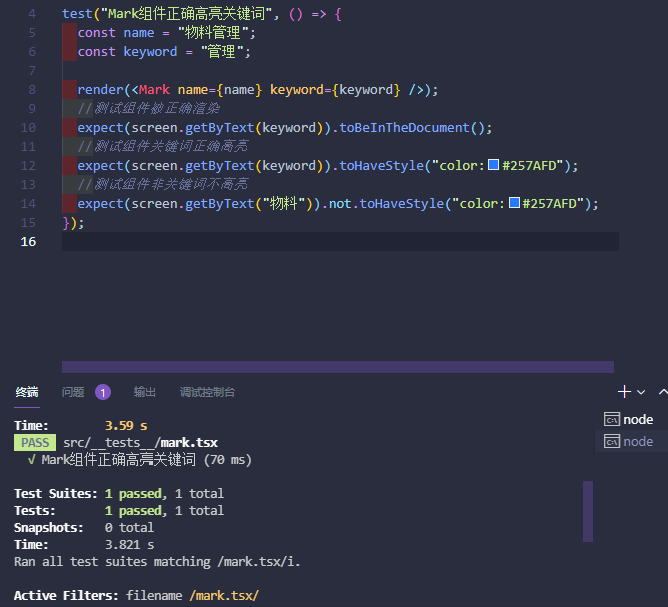 4 test("Mark组件正确高亮关键词", () => {
5 const name = "物料管理";
6 const keyword = "管理";
7
8 render(<Mark name={name} keyword={keyword} />);
9 //测试组件够正确渲染
10 expect(screen.getByText(keyword)).toBeInTheDocument();
11 //测试组件关键词正确高亮
12 expect(screen.getByText(keyword)).toHaveStyle("color:#257AFD");
13 //测试组件非关键词不高亮
14 expect(screen.getByText("物料")).not.toHaveStyle("color:#257AFD");
15 });
16
终端 问题 1 输出 调试控制台
node
node
Time: 3.59 s
PASS src/__tests__/mark.tsx
√ Mark组件正确高亮关键词 (70 ms)
Test Suites: 1 passed, 1 total
Tests: 1 passed, 1 total
Snapshots: 0 total
Time: 3.821 s
Ran all test suites matching /mark.tsx/i.
Active Filters: filename /mark.tsx/